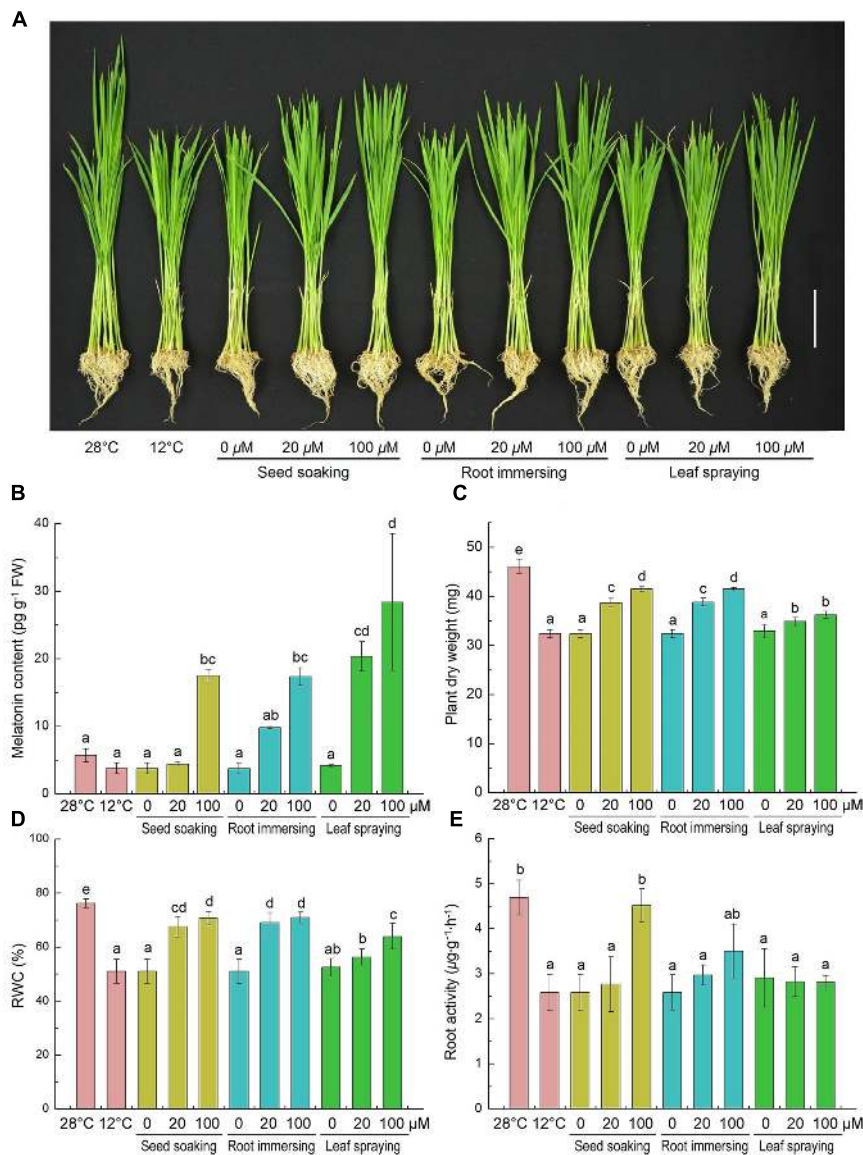 A
28°C 12°C 0 µM 20 µM 100 µM 0 µM 20 µM 100 µM 0 µM 20 µM 100 µM
Seed soaking Root immersing Leaf spraying
B
Melatonin content (pg g⁻¹ FW)
40
30
20
10
0
a a a a bc a ab bc a cd d
28°C 12°C 0 20 100 0 20 100 0 20 100 µM
Seed soaking Root immersing Leaf spraying
C
Plant dry weight (mg)
50
40
30
20
10
0
e a a c d a c d a b b
28°C 12°C 0 20 100 0 20 100 0 20 100 µM
Seed soaking Root immersing Leaf spraying
D
RWC (%)
100
80
60
40
20
0
e a a cd d a d d ab b c
28°C 12°C 0 20 100 0 20 100 0 20 100 µM
Seed soaking Root immersing Leaf spraying
E
Root activity (µg·g⁻¹·h⁻¹)
6
5
4
3
2
1
0
b a a a b a a ab a a a
28°C 12°C 0 20 100 0 20 100 0 20 100 µM
Seed soaking Root immersing Leaf spraying